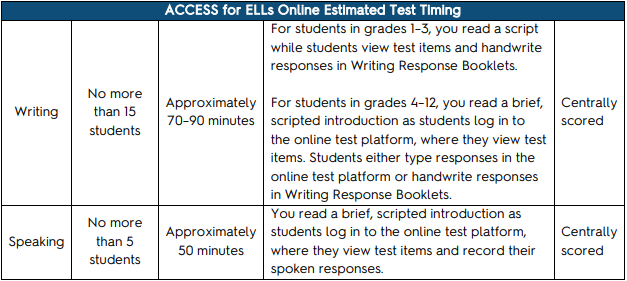 ACCESS for ELLs Online Estimated Test Timing
Writing
No more
than 15
students
Approximately
70–90 minutes
For students in grades 1–3, you read a script
while students view test items and handwrite
responses in Writing Response Booklets.
For students in grades 4–12, you read a brief,
scripted introduction as students log in to
the online test platform, where they view test
items. Students either type responses in the
online test platform or handwrite responses
in Writing Response Booklets.
Centrally
scored
Speaking
No more
than 5
students
Approximately
50 minutes
You read a brief, scripted introduction as
students log in to the online test platform,
where they view test items and record their
spoken responses.
Centrally
scored